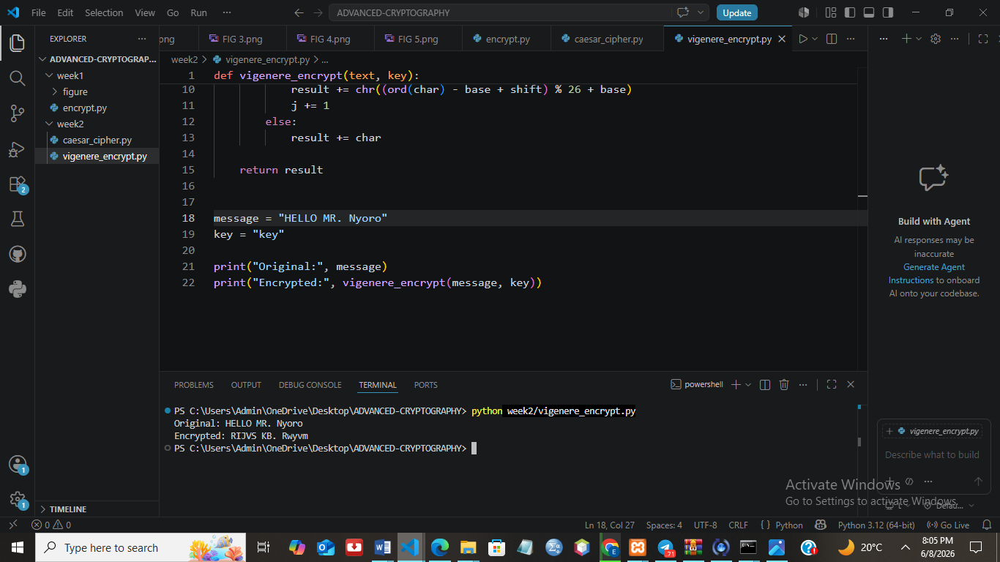 File Edit Selection View Go Run ··· ADVANCED-CRYPTOGRAPHY Update
EXPLORER ···
ADVANCED-CRYPTOGRAP...
week1
figure
encrypt.py
week2
caesar_cipher.py
vigenere_encrypt.py
2
1
1
TIMELINE
png FIG 3.png FIG 4.png FIG 5.png encrypt.py caesar_cipher.py vigenere_encrypt.py
week2 > vigenere_encrypt.py > ...
1 def vigenere_encrypt(text, key):
10 result += chr((ord(char) - base + shift) % 26 + base)
11 j += 1
12 else:
13 result += char
14
15 return result
16
17
18 message = "HELLO MR. Nyoro"
19 key = "key"
20
21 print("Original:", message)
22 print("Encrypted:", vigenere_encrypt(message, key))
PROBLEMS OUTPUT DEBUG CONSOLE TERMINAL PORTS powershell
PS C:\Users\Admin\OneDrive\Desktop\ADVANCED-CRYPTOGRAPHY> python week2/vigenere_encrypt.py
Original: HELLO MR. Nyoro
Encrypted: RIJVS KB. Rwyvm
PS C:\Users\Admin\OneDrive\Desktop\ADVANCED-CRYPTOGRAPHY>
Build with Agent
AI responses may be
inaccurate
Generate Agent
Instructions to onboard
AI onto your codebase.
vigenere_encrypt.py
Describe what to build
Activate Windows
Go to Settings to activate Windows.
Defau...
0 0 Ln 18, Col 27 Spaces: 4 UTF-8 CRLF { } Python Python 3.12 (64-bit) Go Live
Type here to search 71 20°C 8:05 PM
6/8/2026